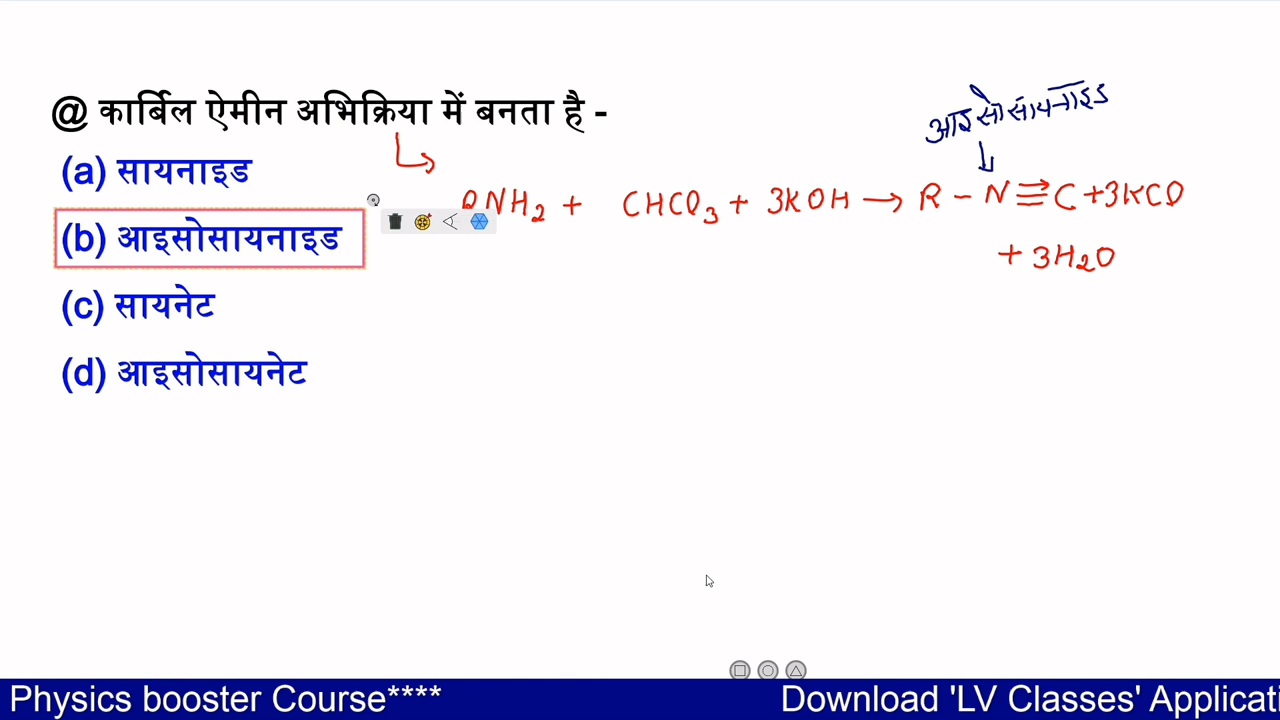 @ कार्बिल ऐमीन अभिक्रिया में बनता है -
आइसोसायनाइड
(a) सायनाइड
RNH2 + CHCl3 + 3KOH → R - N ≡ C + 3KCl
+ 3H2O
(b) आइसोसायनाइड
(c) सायनेट
(d) आइसोसायनेट
Physics booster Course**** Download 'LV Classes' Applicati